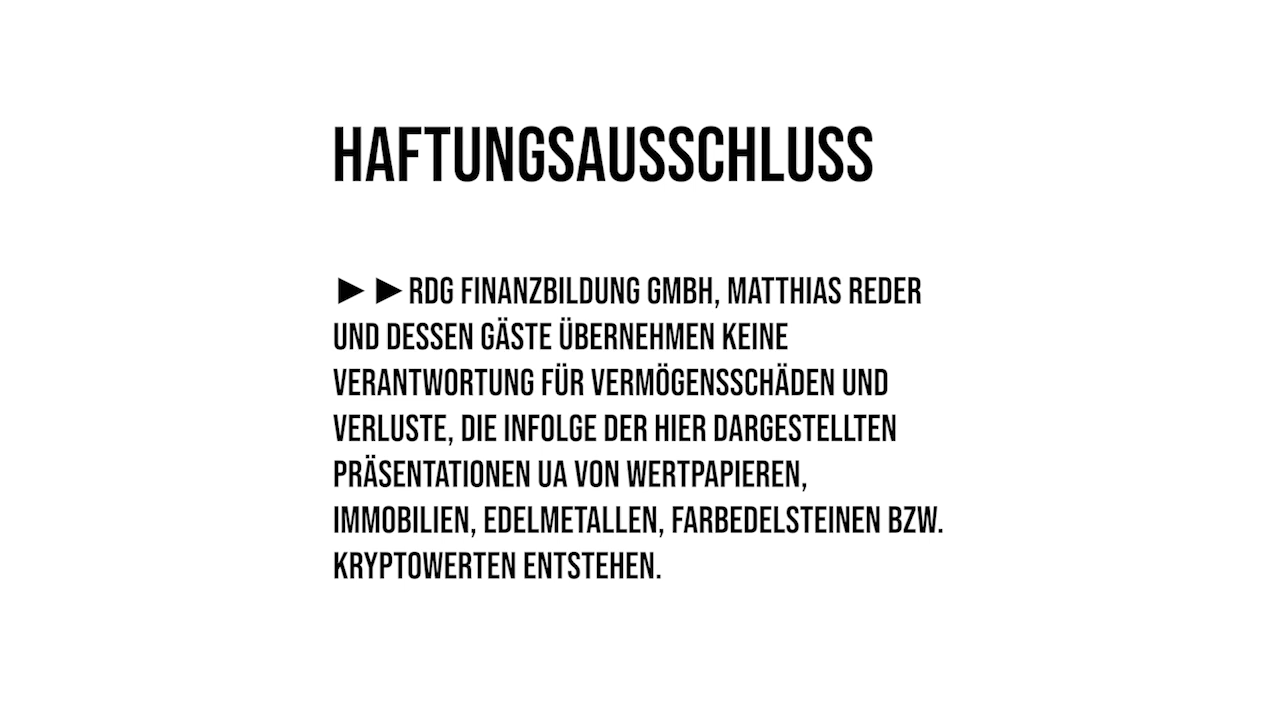 HAFTUNGSAUSSCHLUSS
►►RDG FINANZBILDUNG GMBH, MATTHIAS REDER
UND DESSEN GÄSTE ÜBERNEHMEN KEINE
VERANTWORTUNG FÜR VERMÖGENSSCHÄDEN UND
VERLUSTE, DIE INFOLGE DER HIER DARGESTELLTEN
PRÄSENTATIONEN UA VON WERTPAPIEREN,
IMMOBILIEN, EDELMETALLEN, FARBEDELSTEINEN BZW.
KRYPTOWERTEN ENTSTEHEN.